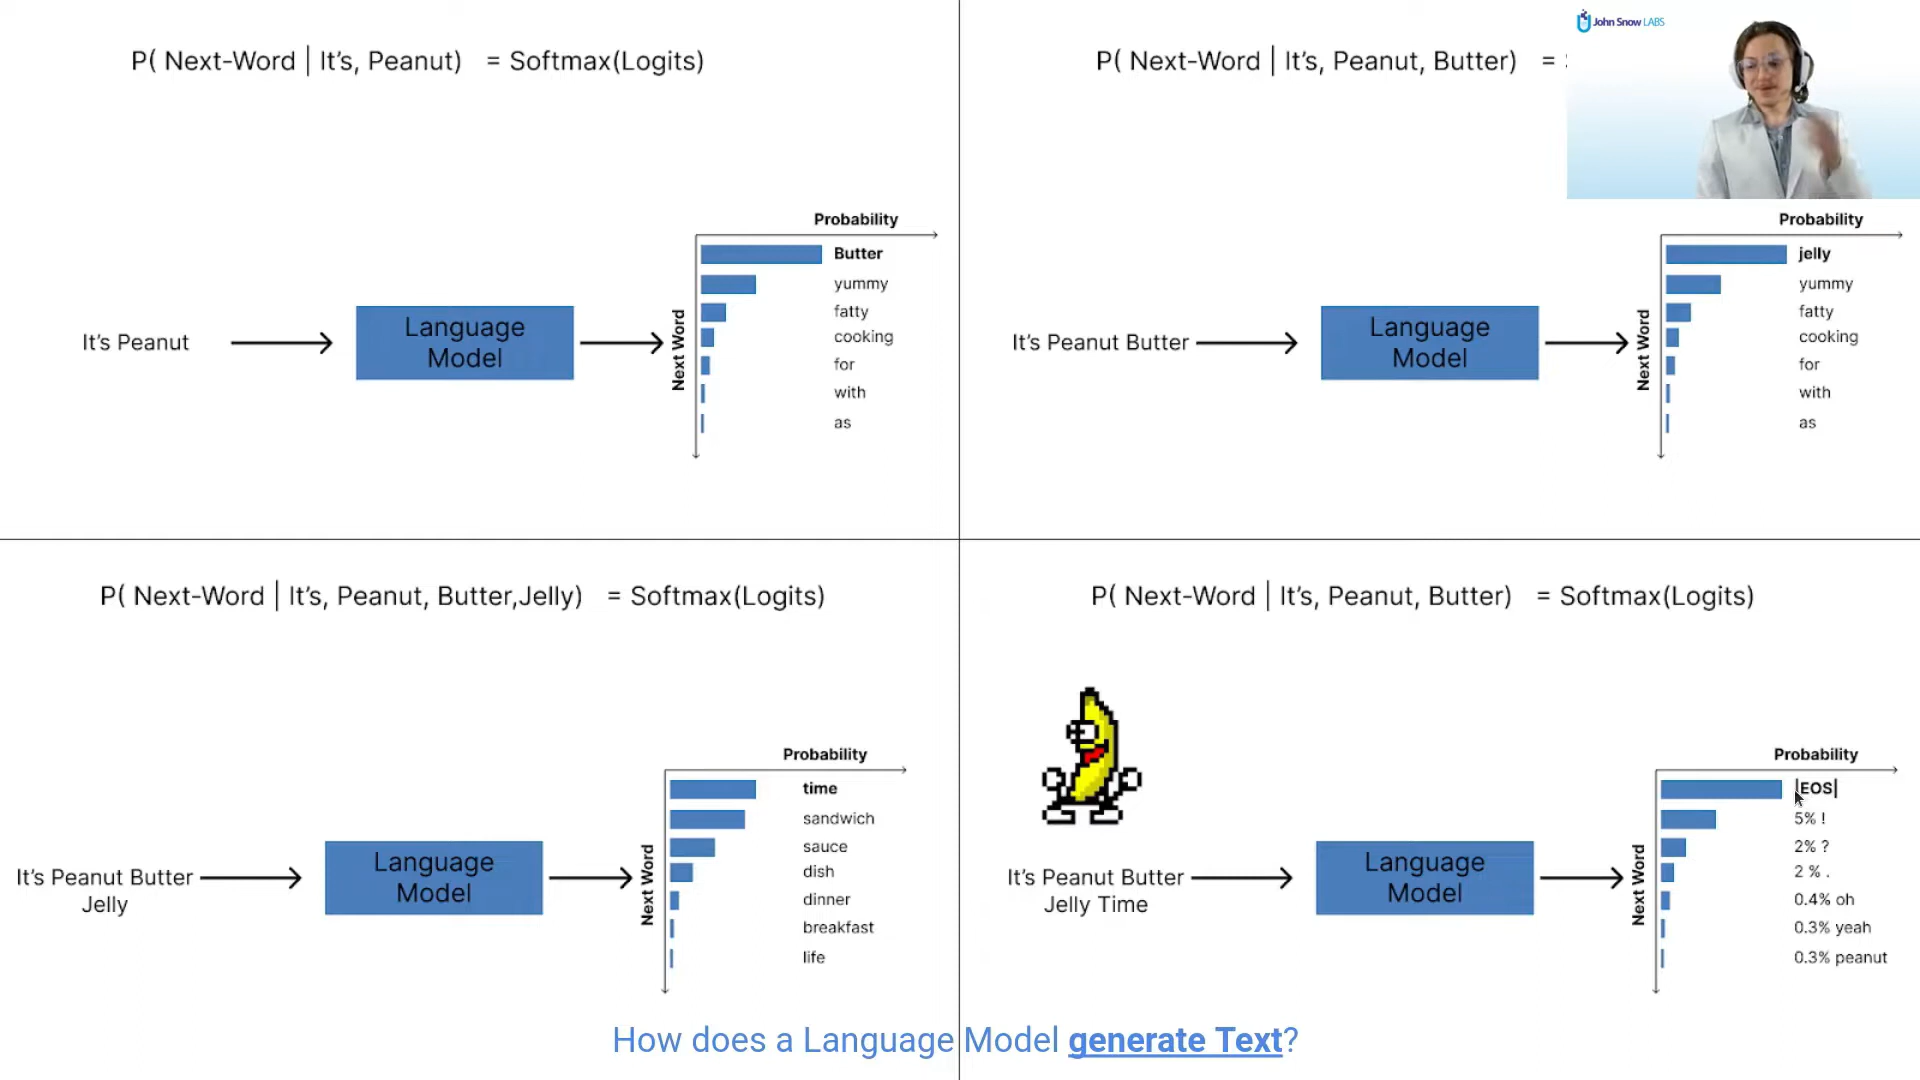 P( Next-Word | It's, Peanut) = Softmax(Logits)
Probability
Next Word
Butter
yummy
fatty
cooking
for
with
as
It's Peanut
Language
Model
P( Next-Word | It's, Peanut, Butter) =
John Snow LABS
Probability
Next Word
jelly
yummy
fatty
cooking
for
with
as
It's Peanut Butter
Language
Model
P( Next-Word | It's, Peanut, Butter,Jelly) = Softmax(Logits)
Probability
Next Word
time
sandwich
sauce
dish
dinner
breakfast
life
It's Peanut Butter
Jelly
Language
Model
P( Next-Word | It's, Peanut, Butter) = Softmax(Logits)
Probability
Next Word
|EOS|
5% !
2% ?
2 % .
0.4% oh
0.3% yeah
0.3% peanut
It's Peanut Butter
Jelly Time
Language
Model
How does a Language Model generate Text?